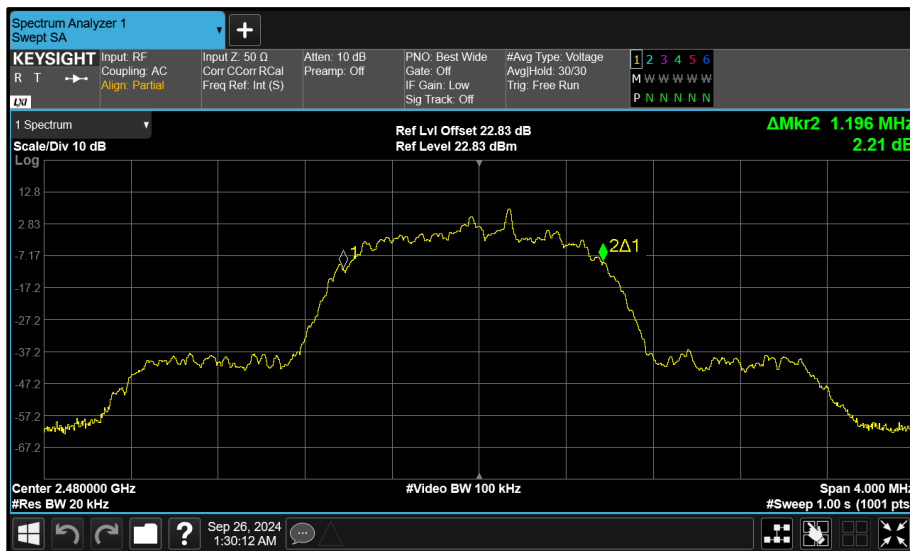 Spectrum Analyzer 1
Swept SA
+
KEYSIGHT
R T
LXI
Input: RF
Coupling: AC
Align: Partial
Input Z: 50 Ω
Corr CCorr RCal
Freq Ref: Int (S)
Atten: 10 dB
Preamp: Off
PNO: Best Wide
Gate: Off
IF Gain: Low
Sig Track: Off
#Avg Type: Voltage
Avg|Hold: 30/30
Trig: Free Run
1 2 3 4 5 6
M W W W W W
P N N N N N
1 Spectrum
Scale/Div 10 dB
Ref Lvl Offset 22.83 dB
Ref Level 22.83 dBm
ΔMkr2 1.196 MHz
2.21 dB
Log
12.8
2.83
-7.17
-17.2
-27.2
-37.2
-47.2
-57.2
-67.2
1
2Δ1
Center 2.480000 GHz
#Res BW 20 kHz
#Video BW 100 kHz
Span 4.000 MHz
#Sweep 1.00 s (1001 pts
?
Sep 26, 2024
1:30:12 AM